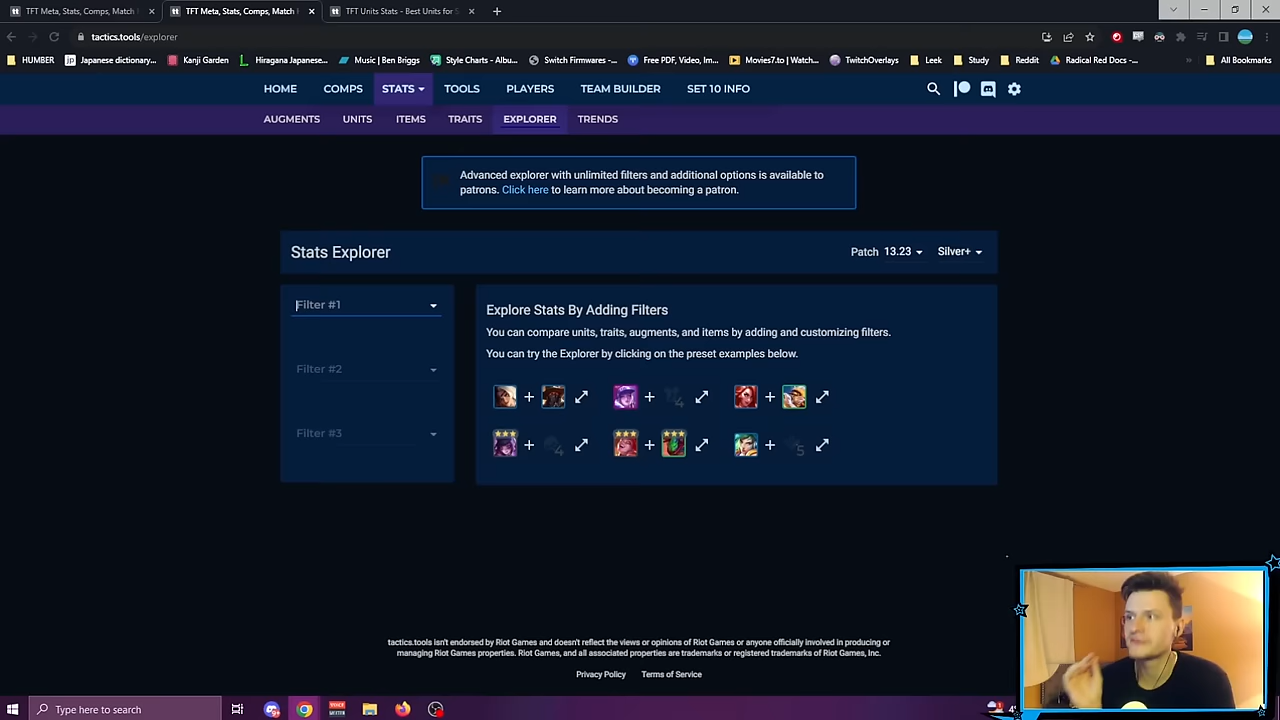 TFT Meta, Stats, Comps, Match
TFT Meta, Stats, Comps, Match
TFT Units Stats - Best Units for S
tactics.tools/explorer
HUMBER
Japanese dictionary...
Kanji Garden
Hiragana Japanese...
Music | Ben Briggs
Style Charts - Albu...
Switch Firmwares -...
Free PDF, Video, Im...
Movies7.to | Watch...
TwitchOverlays
Leek
Study
Reddit
Radical Red Docs -...
All Bookmarks
HOME
COMPS
STATS
TOOLS
PLAYERS
TEAM BUILDER
SET 10 INFO
AUGMENTS
UNITS
ITEMS
TRAITS
EXPLORER
TRENDS
Advanced explorer with unlimited filters and additional options is available to
patrons. Click here to learn more about becoming a patron.
Stats Explorer
Patch 13.23
Silver+
Filter #1
Filter #2
Filter #3
Explore Stats By Adding Filters
You can compare units, traits, augments, and items by adding and customizing filters.
You can try the Explorer by clicking on the preset examples below.
+
+ 4
+
+ 4
+
+ 5
tactics.tools isn't endorsed by Riot Games and doesn't reflect the views or opinions of Riot Games or anyone officially involved in producing or
managing Riot Games properties. Riot Games, and all associated properties are trademarks or registered trademarks of Riot Games, Inc.
Privacy Policy
Terms of Service
Type here to search